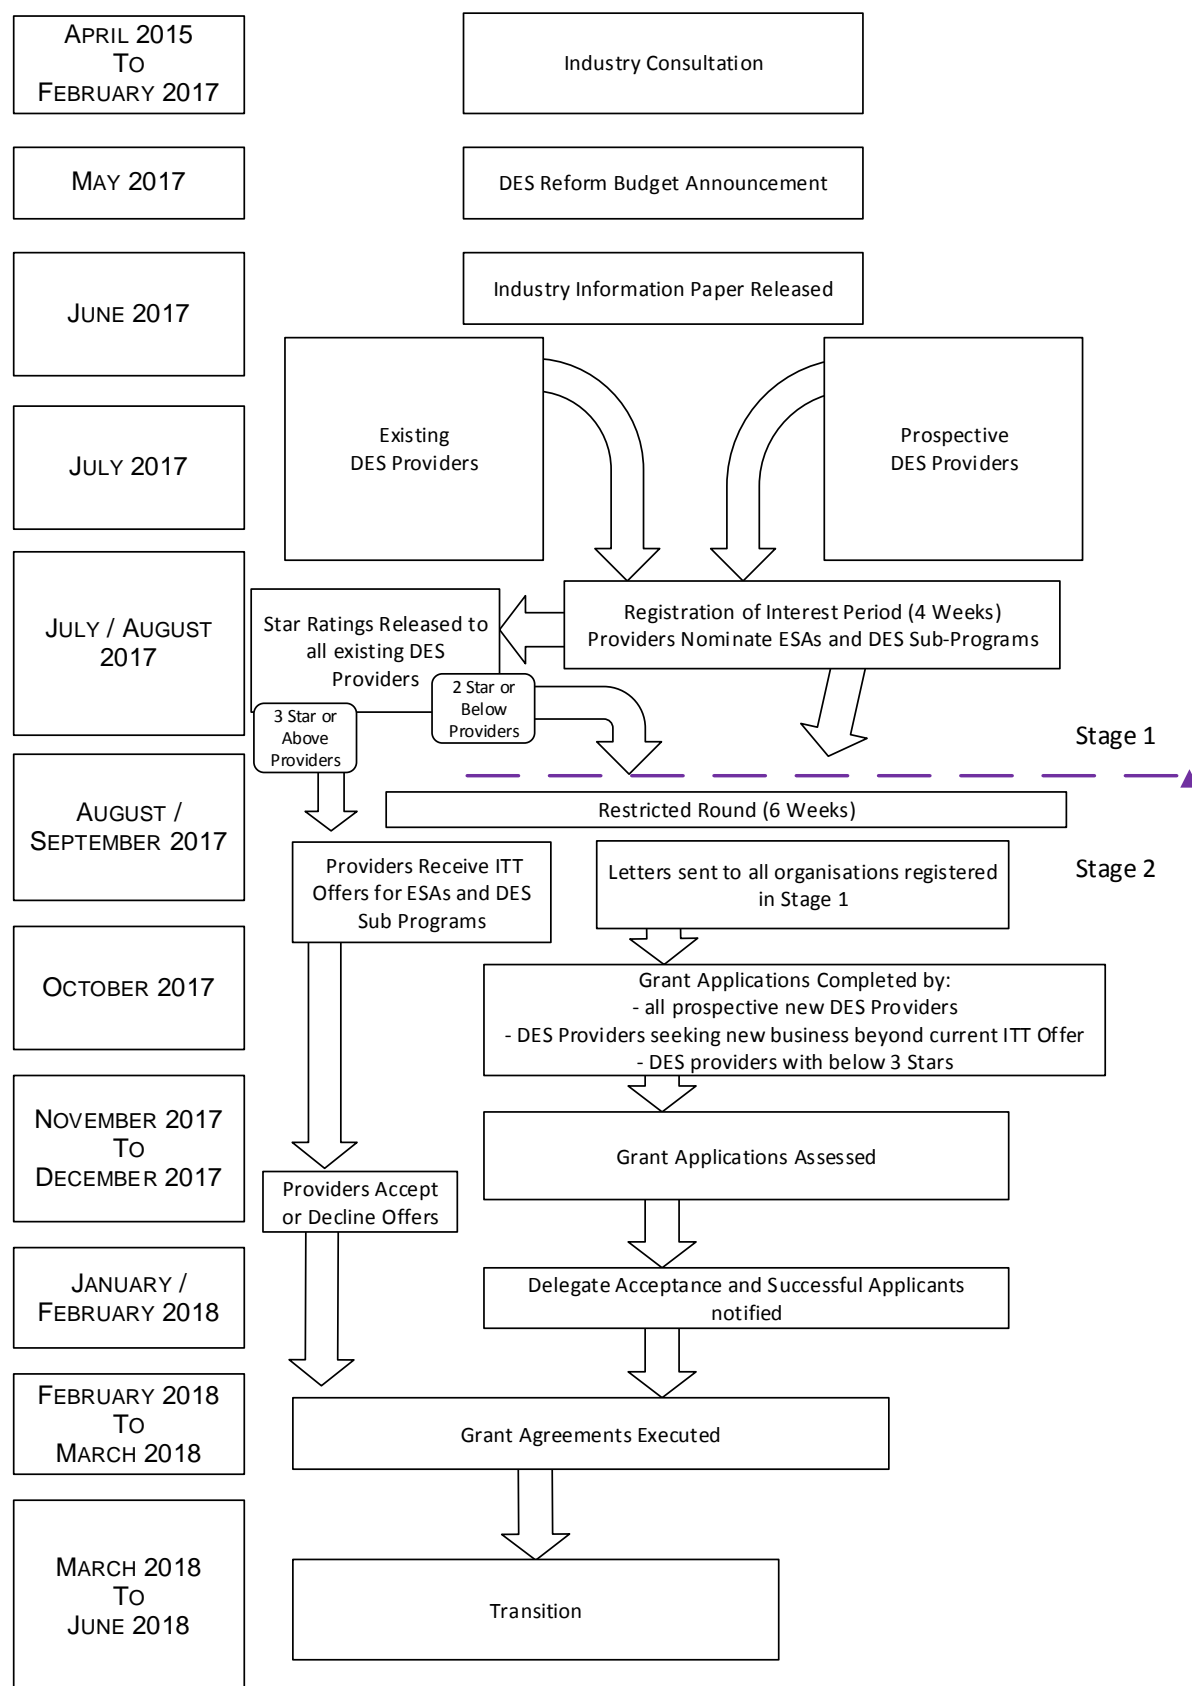 APRIL 2015
TO
FEBRUARY 2017
Industry Consultation
MAY 2017
DES Reform Budget Announcement
JUNE 2017
Industry Information Paper Released
JULY 2017
Existing
DES Providers
Prospective
DES Providers
JULY / AUGUST
2017
Star Ratings Released to
all existing DES
Providers
Registration of Interest Period (4 Weeks)
Providers Nominate ESAs and DES Sub-Programs
2 Star or
Below
Providers
3 Star or
Above
Providers
Stage 1
AUGUST /
SEPTEMBER 2017
Restricted Round (6 Weeks)
Providers Receive ITT
Offers for ESAs and DES
Sub Programs
Letters sent to all organisations registered
in Stage 1
Stage 2
OCTOBER 2017
Grant Applications Completed by:
- all prospective new DES Providers
- DES Providers seeking new business beyond current ITT Offer
- DES providers with below 3 Stars
NOVEMBER 2017
TO
DECEMBER 2017
Grant Applications Assessed
Providers Accept
or Decline Offers
JANUARY /
FEBRUARY 2018
Delegate Acceptance and Successful Applicants
notified
FEBRUARY 2018
TO
MARCH 2018
Grant Agreements Executed
MARCH 2018
TO
JUNE 2018
Transition